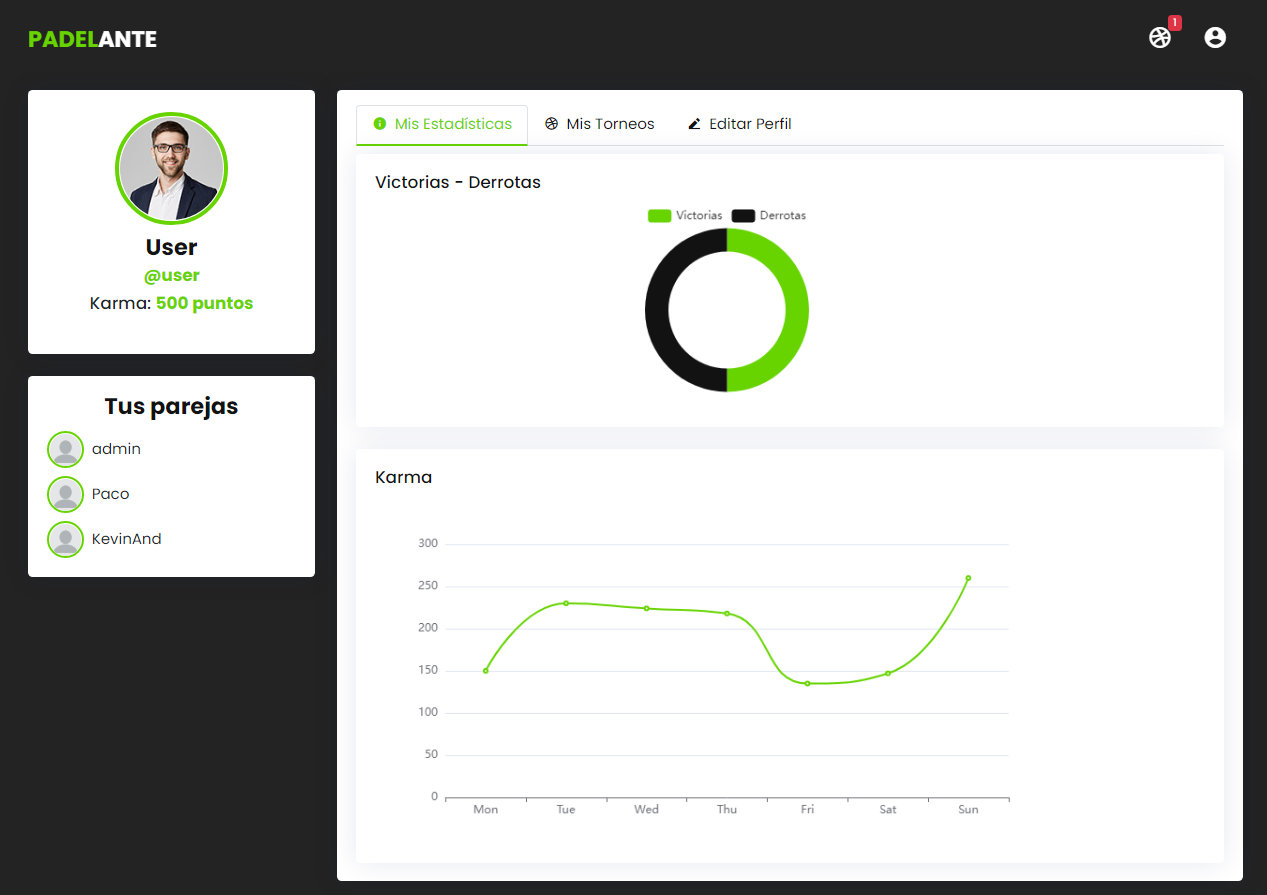 PADELANTE
1
User
@user
Karma: 500 puntos
Tus parejas
admin
Paco
KevinAnd
Mis Estadísticas
Mis Torneos
Editar Perfil
Victorias - Derrotas
Victorias
Derrotas
Karma
300
250
200
150
100
50
0
Mon
Tue
Wed
Thu
Fri
Sat
Sun